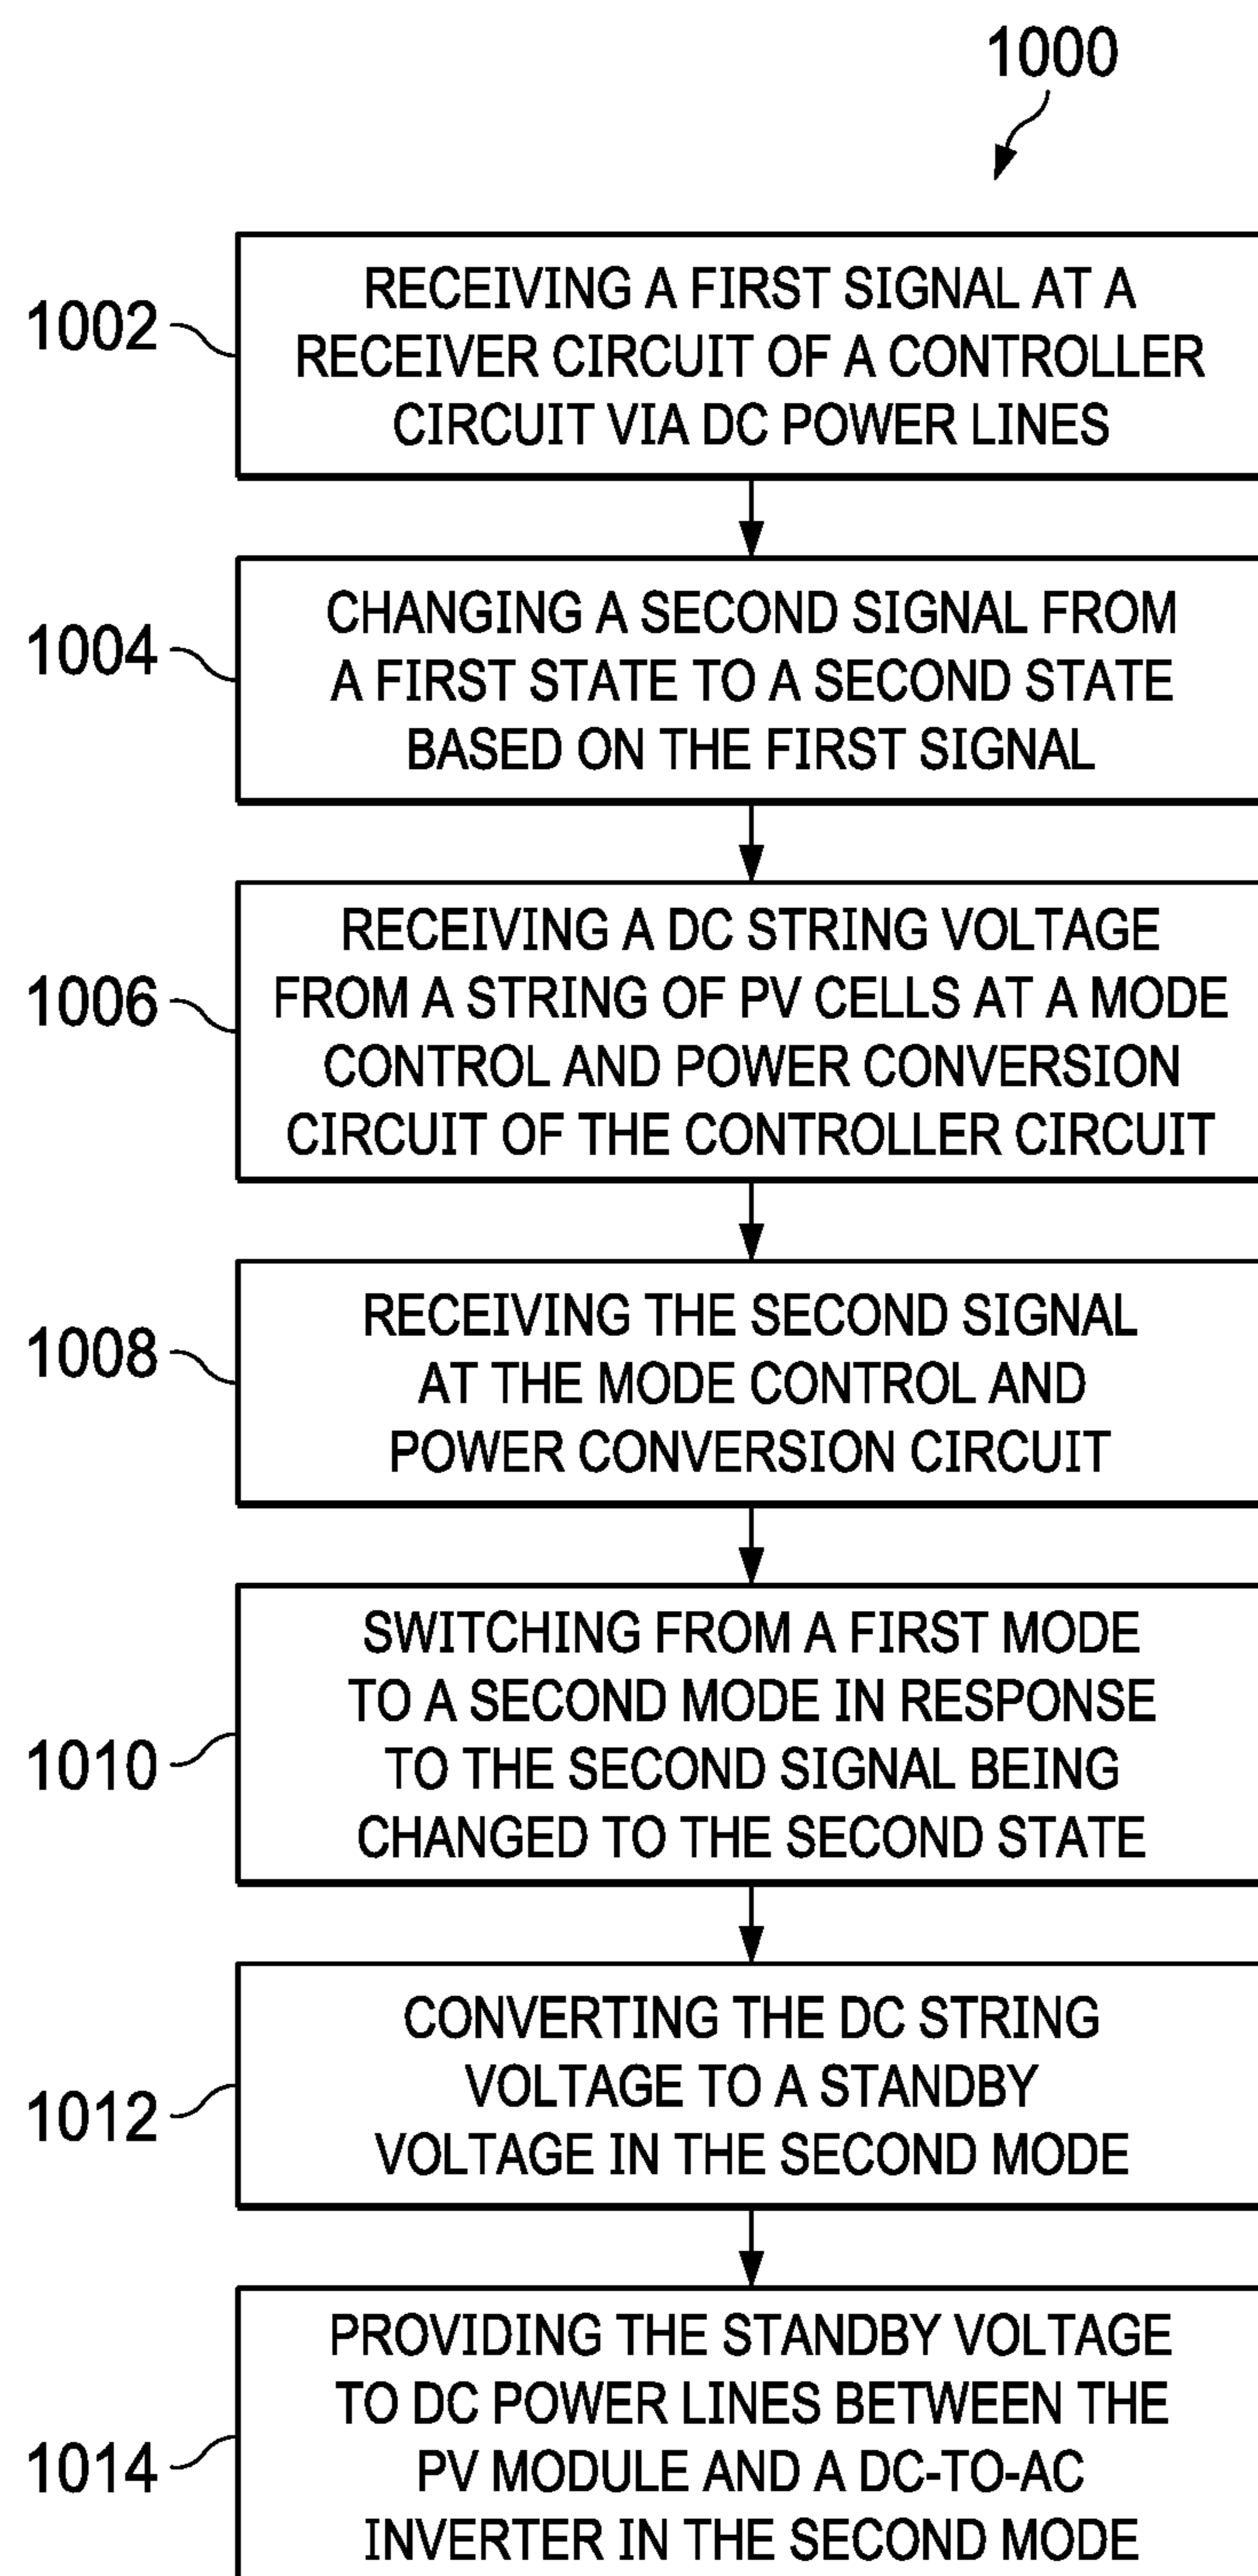 1000
1002
RECEIVING A FIRST SIGNAL AT A
RECEIVER CIRCUIT OF A CONTROLLER
CIRCUIT VIA DC POWER LINES
1004
CHANGING A SECOND SIGNAL FROM
A FIRST STATE TO A SECOND STATE
BASED ON THE FIRST SIGNAL
1006
RECEIVING A DC STRING VOLTAGE
FROM A STRING OF PV CELLS AT A MODE
CONTROL AND POWER CONVERSION
CIRCUIT OF THE CONTROLLER CIRCUIT
1008
RECEIVING THE SECOND SIGNAL
AT THE MODE CONTROL AND
POWER CONVERSION CIRCUIT
1010
SWITCHING FROM A FIRST MODE
TO A SECOND MODE IN RESPONSE
TO THE SECOND SIGNAL BEING
CHANGED TO THE SECOND STATE
1012
CONVERTING THE DC STRING
VOLTAGE TO A STANDBY
VOLTAGE IN THE SECOND MODE
1014
PROVIDING THE STANDBY VOLTAGE
TO DC POWER LINES BETWEEN THE
PV MODULE AND A DC-TO-AC
INVERTER IN THE SECOND MODE